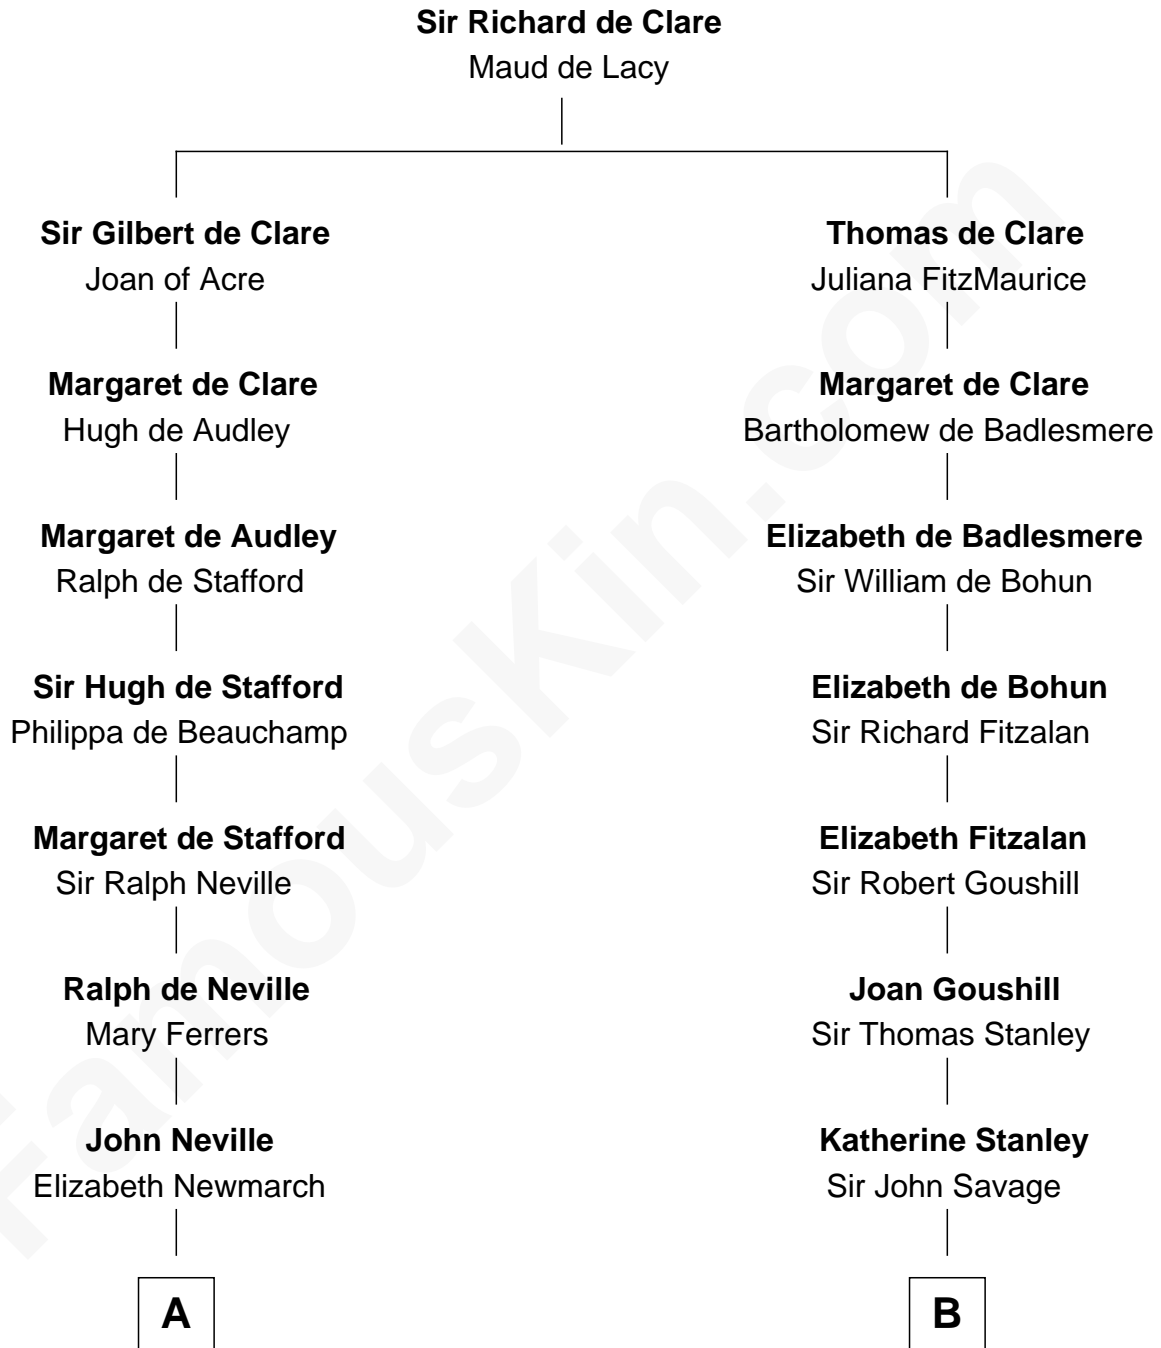 Sir Richard de Clare
Maud de Lacy
Sir Gilbert de Clare
Joan of Acre
Thomas de Clare
Juliana FitzMaurice
Margaret de Clare
Hugh de Audley
Margaret de Clare
Bartholomew de Badlesmere
Margaret de Audley
Ralph de Stafford
Elizabeth de Badlesmere
Sir William de Bohun
Sir Hugh de Stafford
Philippa de Beauchamp
Elizabeth de Bohun
Sir Richard Fitzalan
Margaret de Stafford
Sir Ralph Neville
Elizabeth Fitzalan
Sir Robert Goushill
Ralph de Neville
Mary Ferrers
Joan Goushill
Sir Thomas Stanley
John Neville
Elizabeth Newmarch
Katherine Stanley
Sir John Savage
A
B
FamousKin.com